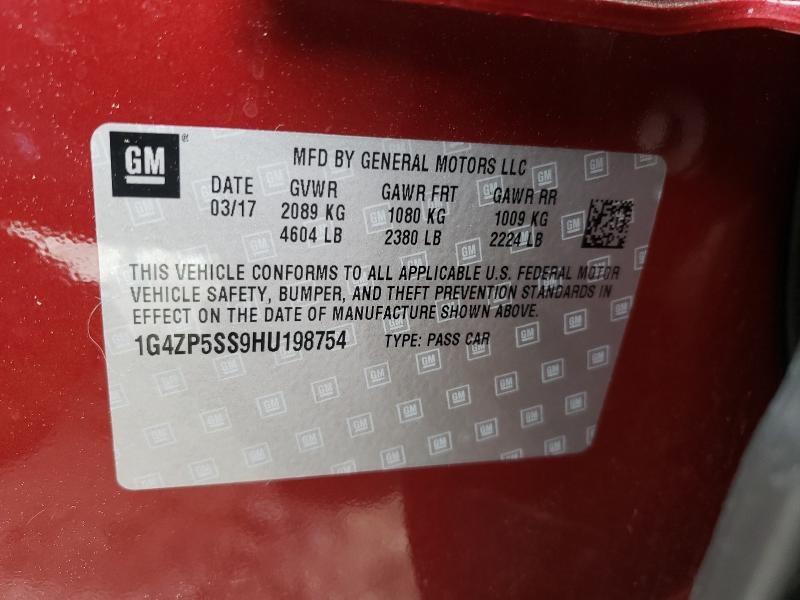 GM
MFD BY GENERAL MOTORS LLC
DATE GVWR GAWR FRT GAWR RR
03/17 2089 KG 1080 KG 1009 KG
4604 LB 2380 LB 2224 LB
THIS VEHICLE CONFORMS TO ALL APPLICABLE U.S. FEDERAL MOTOR
VEHICLE SAFETY, BUMPER, AND THEFT PREVENTION STANDARDS IN
EFFECT ON THE DATE OF MANUFACTURE SHOWN ABOVE.
1G4ZP5SS9HU198754 TYPE: PASS CAR